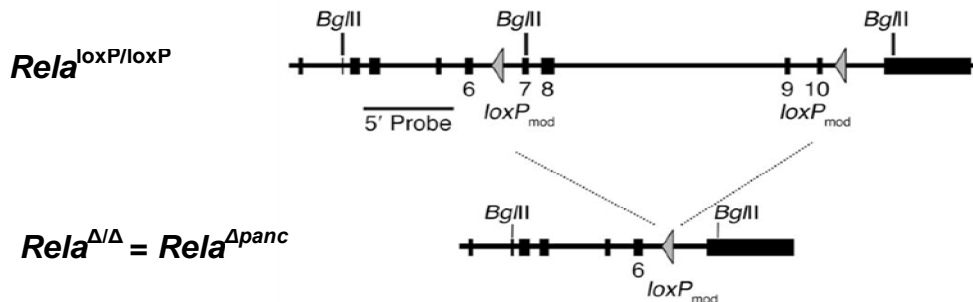 BglII BglII BglII
Rela^loxP/loxP
6 7 8 9 10
loxP_mod loxP_mod
5′ Probe
BglII BglII
Rela^Δ/Δ = Rela^Δpanc
6
loxP_mod